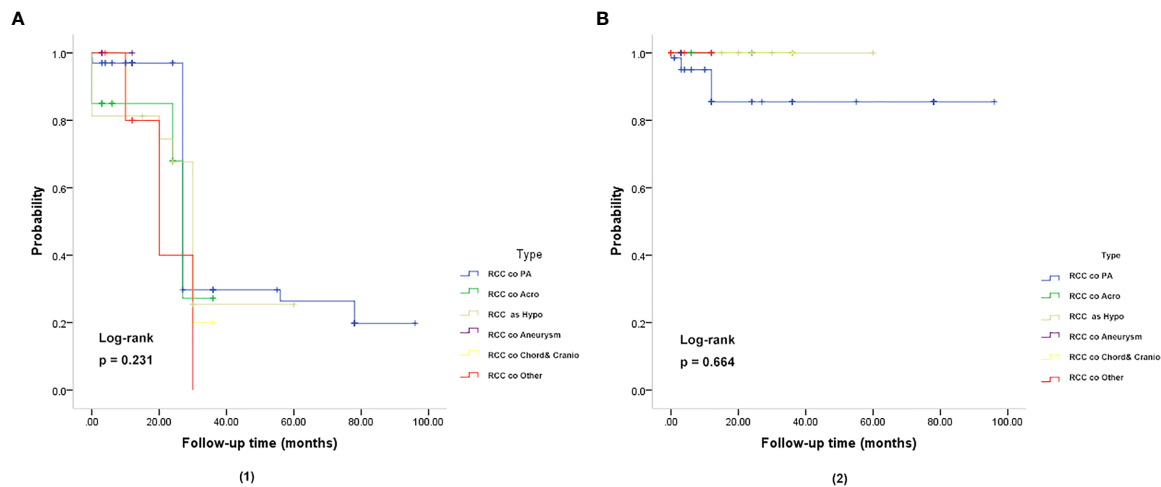 A
1.0
0.8
0.6
0.4
0.2
0.0
Probability
.00 20.00 40.00 60.00 80.00 100.00
Follow-up time (months)
Log-rank
p = 0.231
Type
RCC co PA
RCC co Acro
RCC as Hypo
RCC co Aneurysm
RCC co Chord& Cranio
RCC co Other
(1)
B
1.0
0.8
0.6
0.4
0.2
0.0
Probability
.00 20.00 40.00 60.00 80.00 100.00
Follow-up time (months)
Log-rank
p = 0.664
Type
RCC co PA
RCC co Acro
RCC as Hypo
RCC co Aneurysm
RCC co Chord& Cranio
RCC co Other
(2)